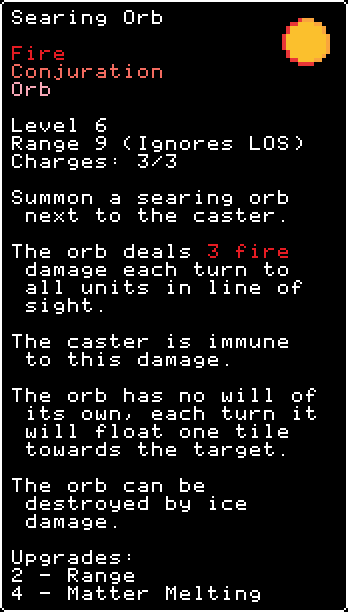 Searing Orb
Fire
Conjuration
Orb
Level 6
Range 9 (Ignores LOS)
Charges: 3/3
Summon a searing orb
next to the caster.
The orb deals 3 fire
damage each turn to
all units in line of
sight.
The caster is immune
to this damage.
The orb has no will of
its own, each turn it
will float one tile
towards the target.
The orb can be
destroyed by ice
damage.
Upgrades:
2 - Range
4 - Matter Melting